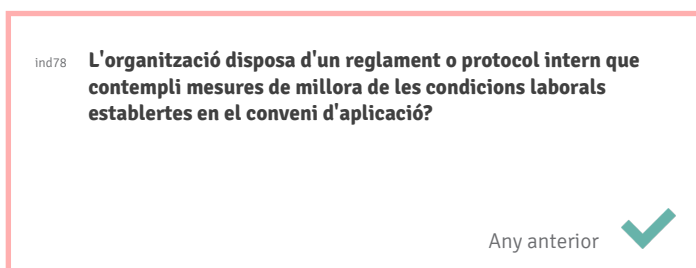 ind78 L'organització disposa d'un reglament o protocol intern que
contempli mesures de millora de les condicions laborals
establertes en el conveni d'aplicació?
Any anterior